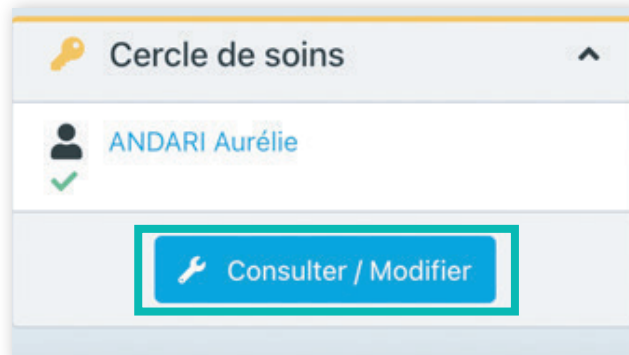 Cercle de soins
ANDARI Aurélie
Consulter / Modifier